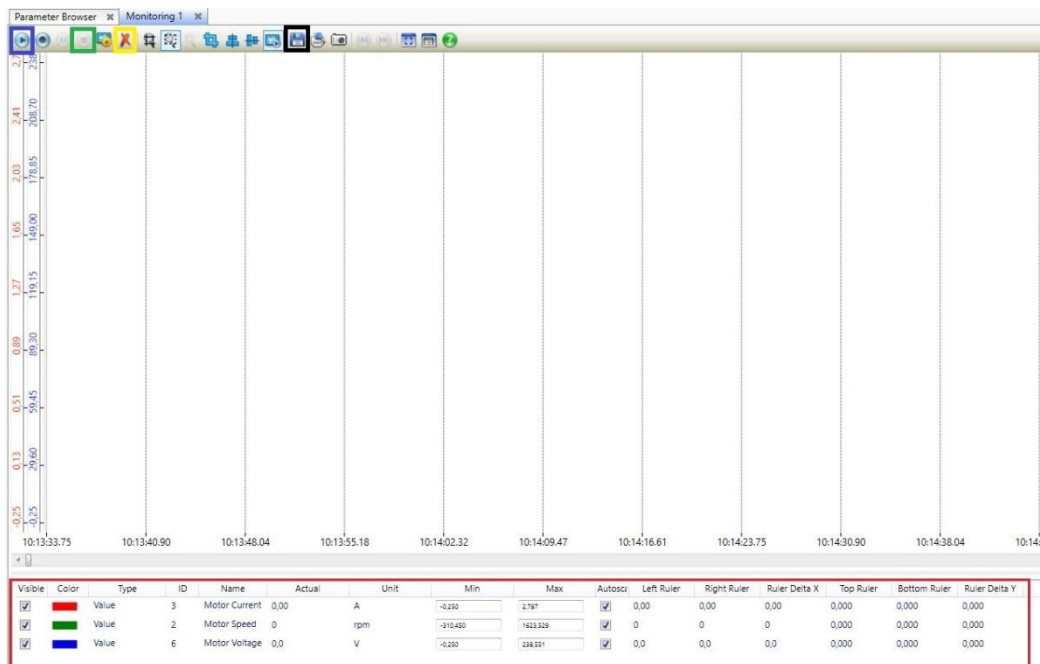 Parameter Browser Monitoring 1
2,41
2,03
1,65
1,27
0,89
0,51
0,13
-0,25
208,70
178,85
149,00
119,15
89,30
59,45
29,60
-0,25
10:13:33.75 10:13:40.90 10:13:48.04 10:13:55.18 10:14:02.32 10:14:09.47 10:14:16.61 10:14:23.75 10:14:30.90 10:14:38.04
Visible Color Type ID Name Actual Unit Min Max Autosca Left Ruler Right Ruler Ruler Delta X Top Ruler Bottom Ruler Ruler Delta Y
Value 3 Motor Current 0,00 A -0,250 2,787 0,00 0,00 0,00 0,000 0,000 0,000
Value 2 Motor Speed 0 rpm -310,450 1623,529 0 0 0 0,000 0,000 0,000
Value 6 Motor Voltage 0,0 V -0,250 238,551 0,0 0,0 0,0 0,000 0,000 0,000